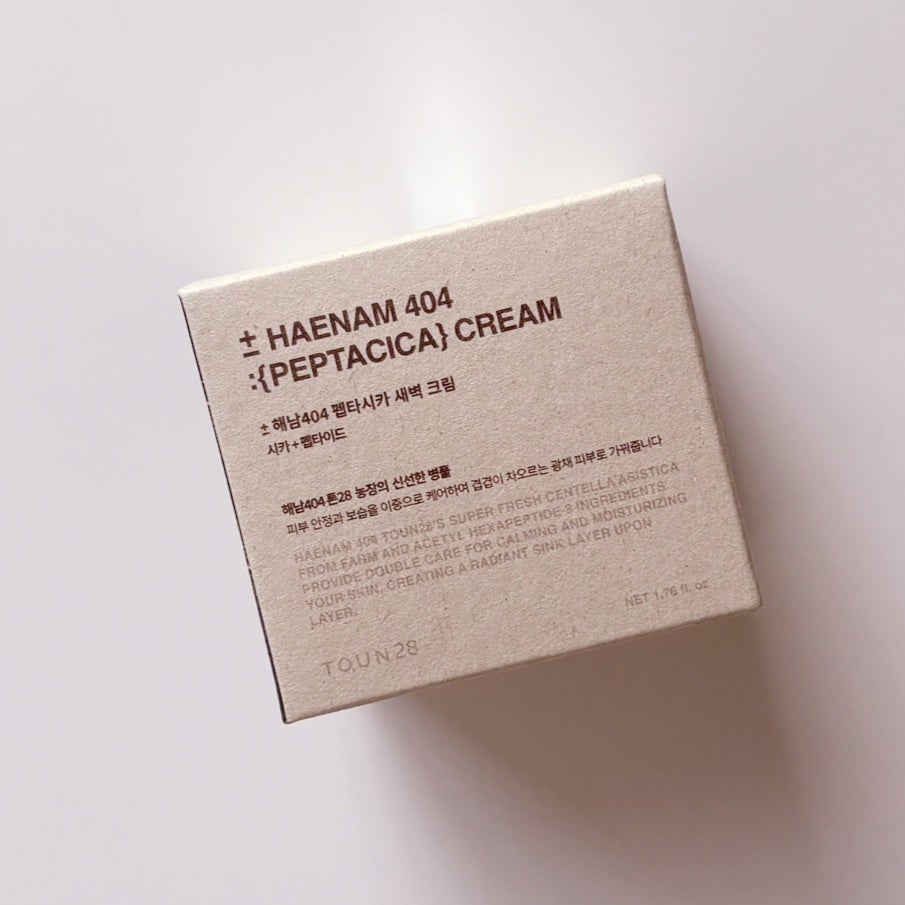 ± HAENAM 404
:{PEPTACICA} CREAM
± 해남404 펩타시카 새벽 크림
시카+펩타이드
해남404 톤28 농장의 신선한 병풀
피부 안정과 보습을 이중으로 케어하여 겹겹이 차오르는 광채 피부로 가꿔줍니다
HAENAM 404 TOUN28'S SUPER FRESH CENTELLA ASISTICA
FROM FARM AND ACETYL HEXAPEPTIDE-8 INGREDIENTS
PROVIDE DOUBLE CARE FOR CALMING AND MOISTURIZING
YOUR SKIN, CREATING A RADIANT SINK LAYER UPON
LAYER.
NET 1.76 fl. oz
TOUN28